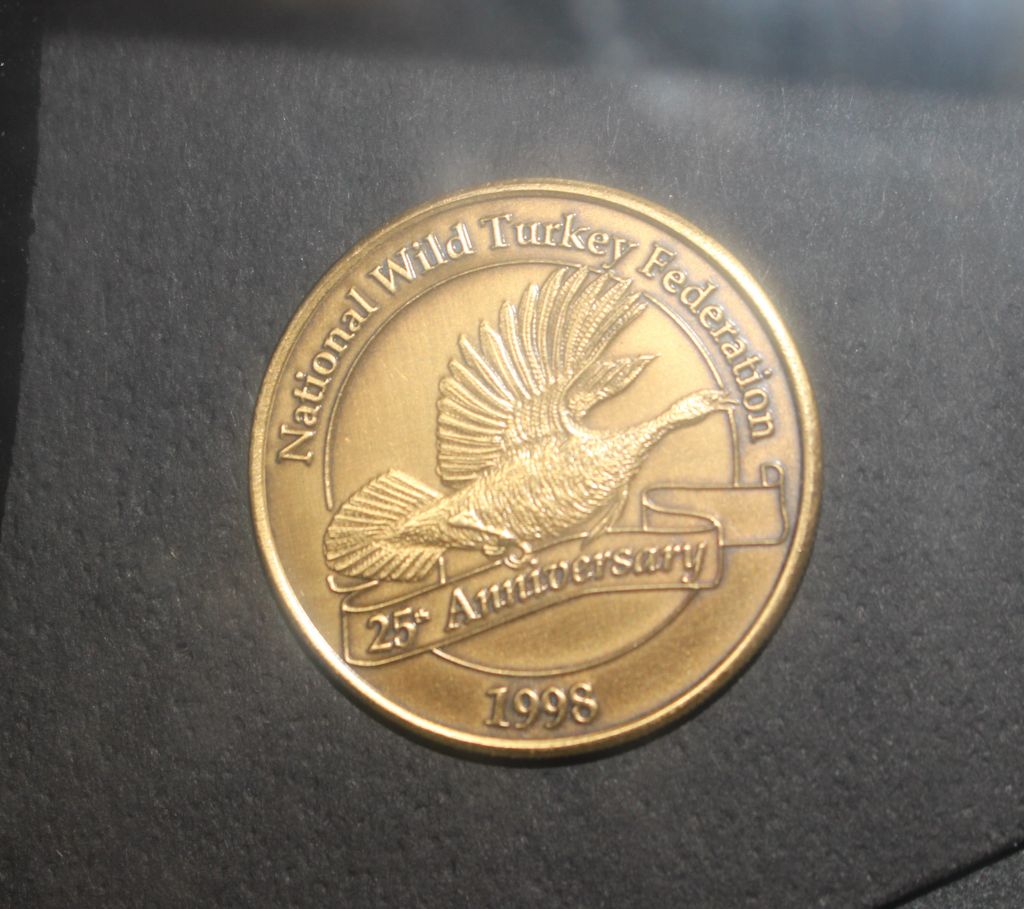 National Wild Turkey Federation
25th Anniversary
1998